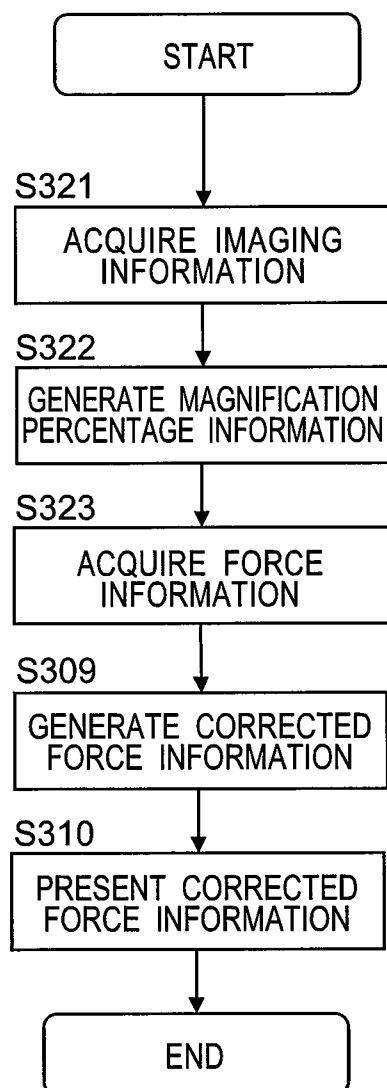 START
S321
ACQUIRE IMAGING
INFORMATION
S322
GENERATE MAGNIFICATION
PERCENTAGE INFORMATION
S323
ACQUIRE FORCE
INFORMATION
S309
GENERATE CORRECTED
FORCE INFORMATION
S310
PRESENT CORRECTED
FORCE INFORMATION
END